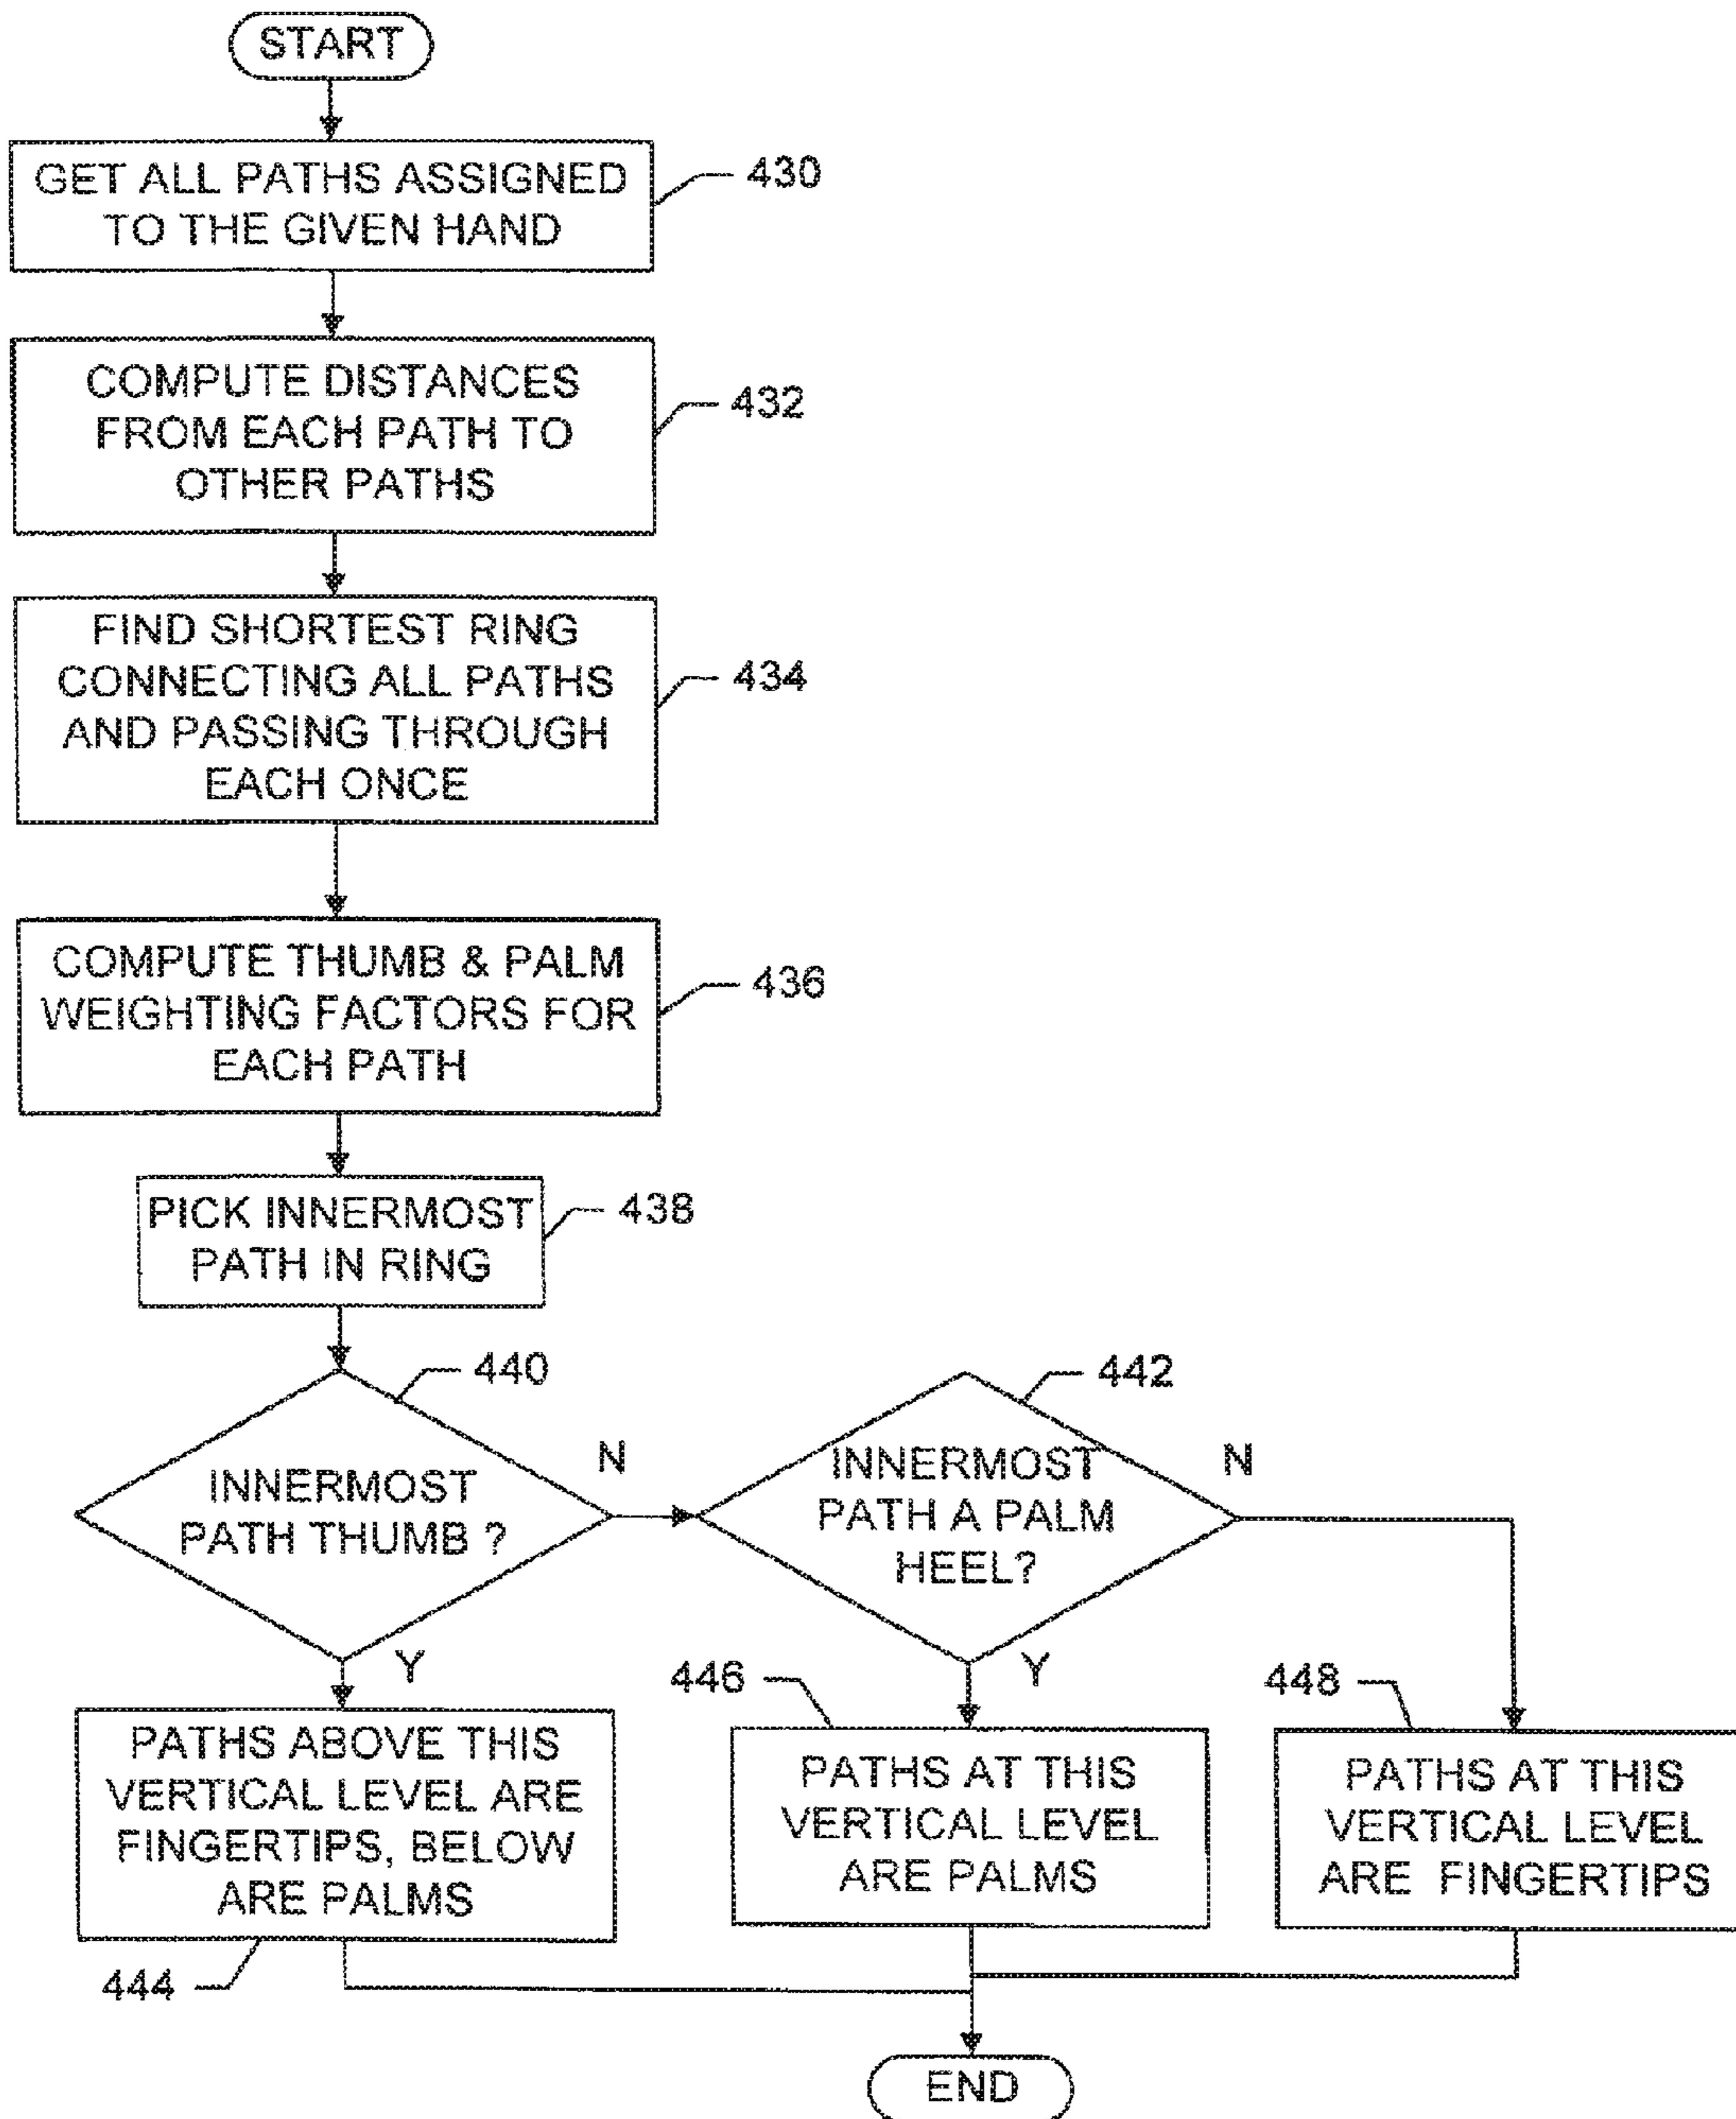 START
GET ALL PATHS ASSIGNED
TO THE GIVEN HAND
430
COMPUTE DISTANCES
FROM EACH PATH TO
OTHER PATHS
432
FIND SHORTEST RING
CONNECTING ALL PATHS
AND PASSING THROUGH
EACH ONCE
434
COMPUTE THUMB & PALM
WEIGHTING FACTORS FOR
EACH PATH
436
PICK INNERMOST
PATH IN RING
438
440
INNERMOST
PATH THUMB ?
N
Y
442
INNERMOST
PATH A PALM
HEEL?
N
Y
PATHS ABOVE THIS
VERTICAL LEVEL ARE
FINGERTIPS, BELOW
ARE PALMS
444
446
PATHS AT THIS
VERTICAL LEVEL
ARE PALMS
448
PATHS AT THIS
VERTICAL LEVEL
ARE FINGERTIPS
END